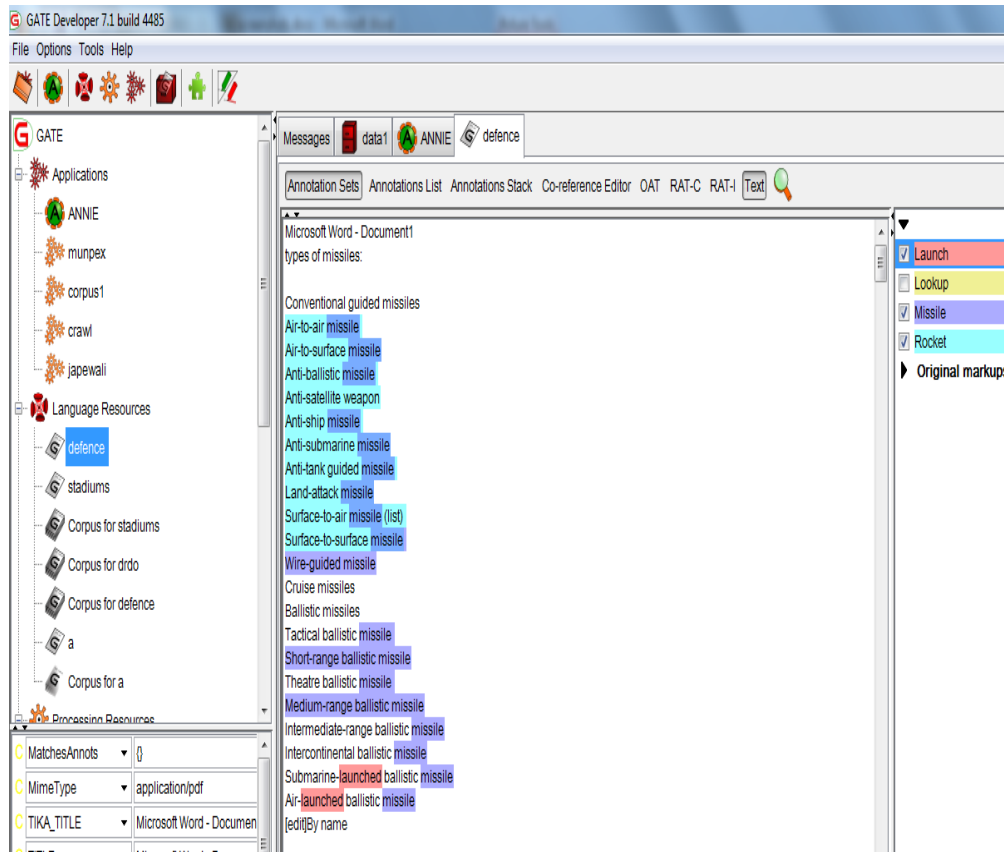 GATE Developer 7.1 build 4485
File Options Tools Help
GATE
Applications
ANNIE
munpex
corpus1
crawl
japewali
Language Resources
defence
stadiums
Corpus for stadiums
Corpus for drdo
Corpus for defence
a
Corpus for a
Processing Resources
C MatchesAnnots {}
C MimeType application/pdf
C TIKA_TITLE Microsoft Word - Documen
Messages data1 ANNIE defence
Annotation Sets Annotations List Annotations Stack Co-reference Editor OAT RAT-C RAT-I Text
Microsoft Word - Document1
types of missiles:
Conventional guided missiles
Air-to-air missile
Air-to-surface missile
Anti-ballistic missile
Anti-satellite weapon
Anti-ship missile
Anti-submarine missile
Anti-tank guided missile
Land-attack missile
Surface-to-air missile (list)
Surface-to-surface missile
Wire-guided missile
Cruise missiles
Ballistic missiles
Tactical ballistic missile
Short-range ballistic missile
Theatre ballistic missile
Medium-range ballistic missile
Intermediate-range ballistic missile
Intercontinental ballistic missile
Submarine-launched ballistic missile
Air-launched ballistic missile
[edit]By name
Launch
Lookup
Missile
Rocket
Original markups